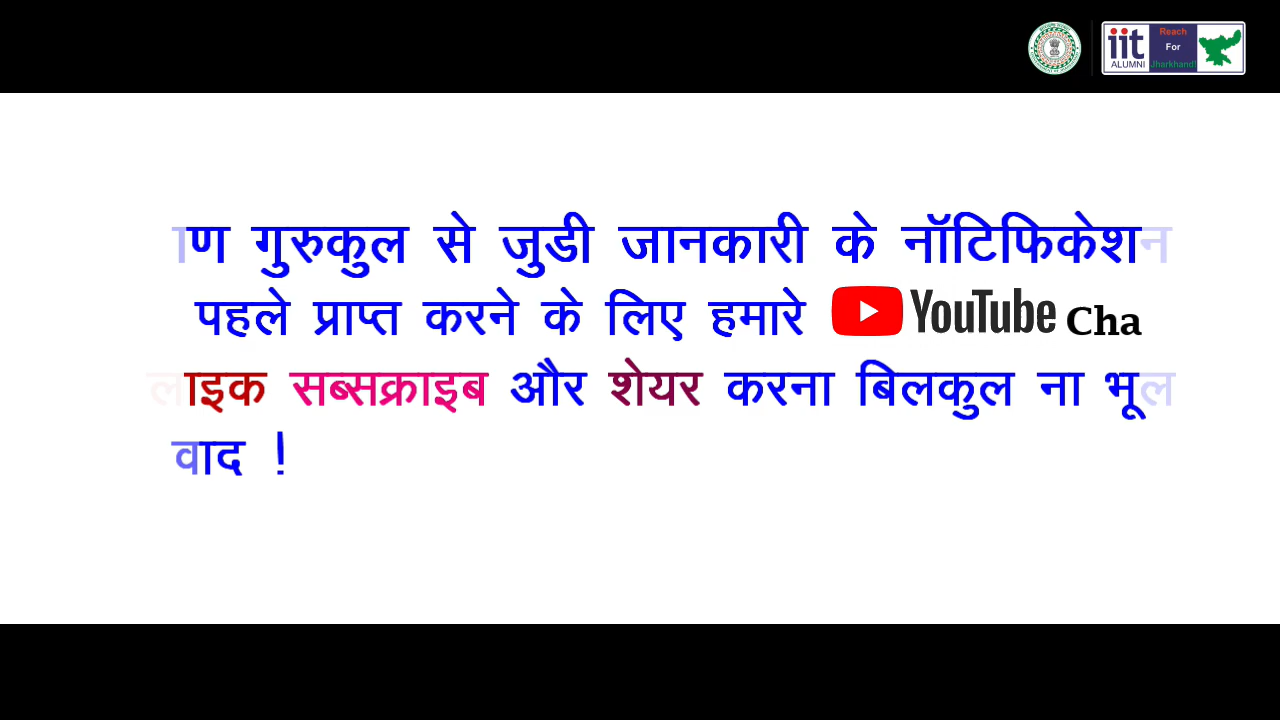 iit
ALUMNI
Reach
For
Jharkhand!
ाण गुरुकुल से जुडी जानकारी के नॉटिफिकेशन
पहले प्राप्त करने के लिए हमारे YouTube Cha
लाइक सब्सक्राइब और शेयर करना बिलकुल ना भूल
वाद !